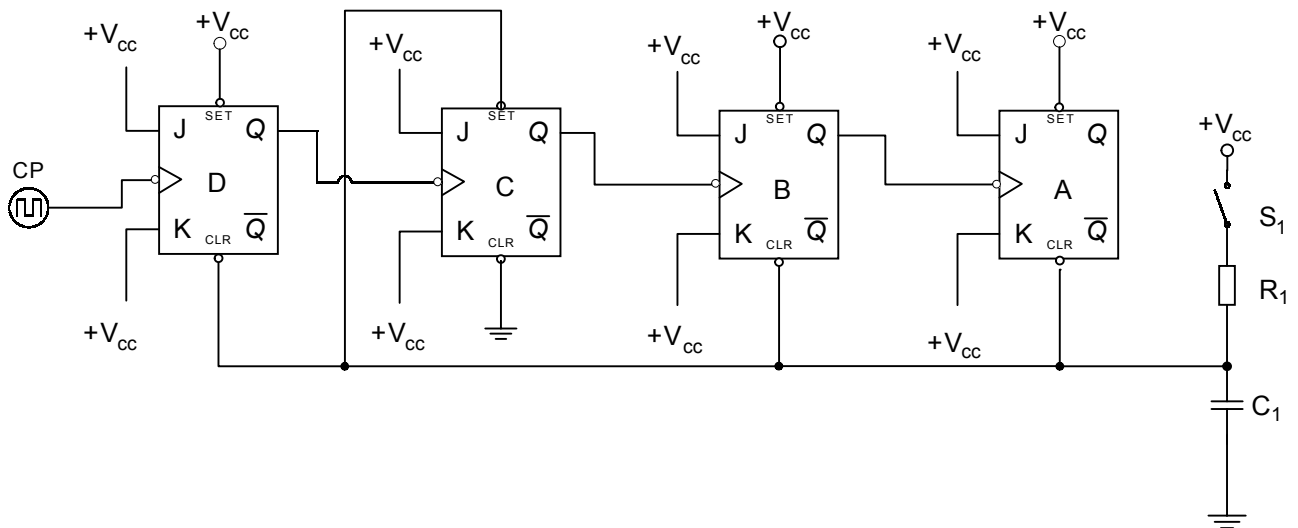 +Vcc +Vcc +Vcc +Vcc +Vcc +Vcc +Vcc
SET SET SET SET
J Q J Q J Q J Q
+Vcc
CP
D C B A
S1
K Q̅ K Q̅ K Q̅ K Q̅
CLR CLR CLR CLR
R1
+Vcc +Vcc +Vcc +Vcc
C1